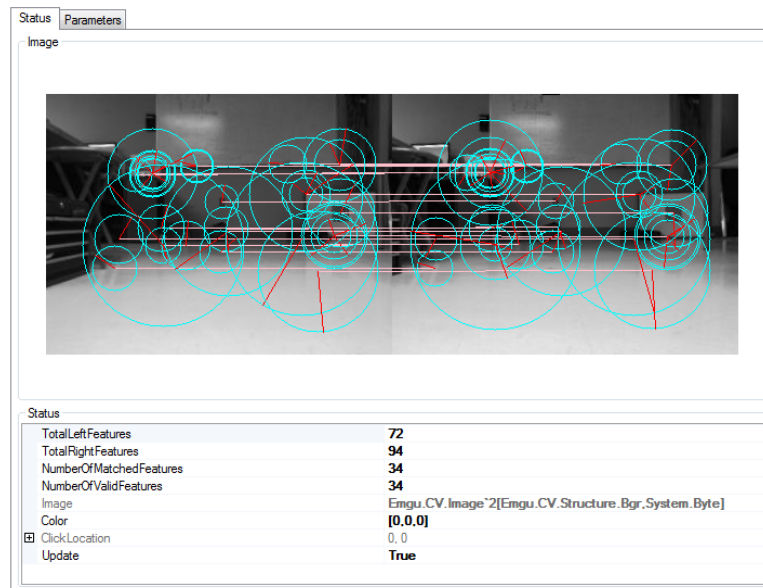 Status Parameters
Image
Status
TotalLeftFeatures 72
TotalRightFeatures 94
NumberOfMatchedFeatures 34
NumberOfValidFeatures 34
Image Emgu.CV.Image`2[Emgu.CV.Structure.Bgr,System.Byte]
Color [0,0,0]
ClickLocation 0, 0
Update True